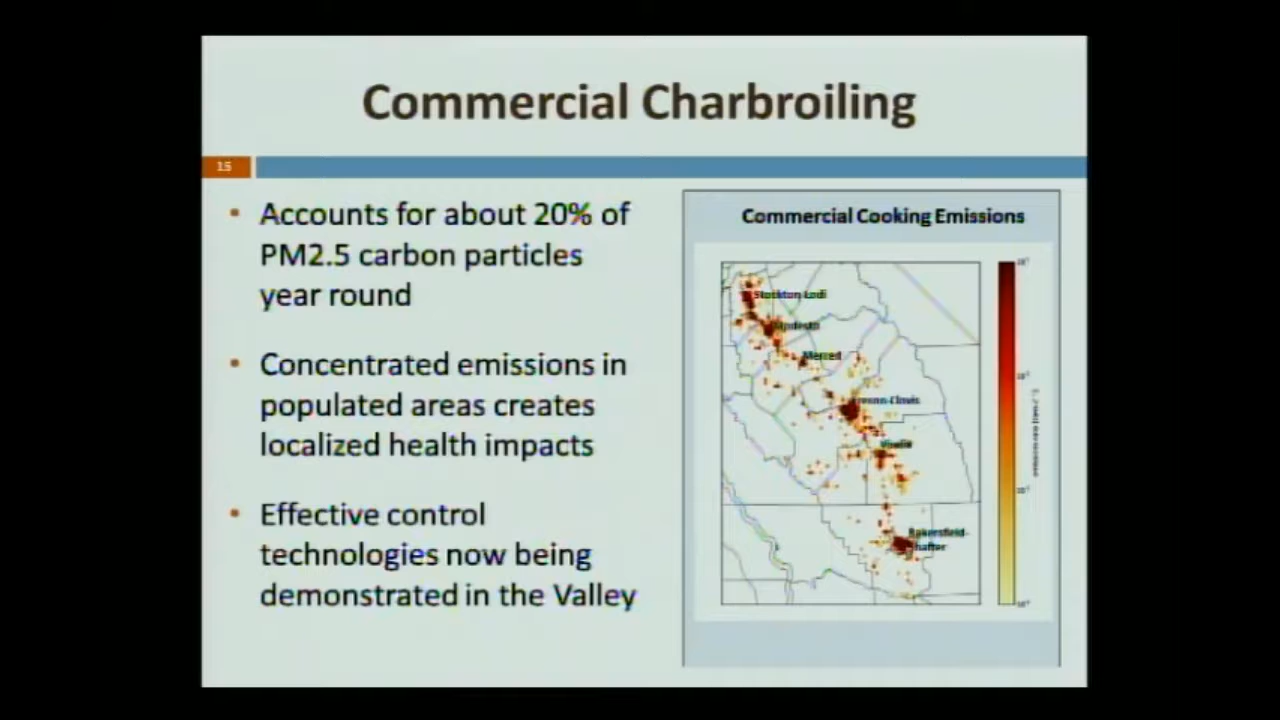 Commercial Charbroiling
15
• Accounts for about 20% of
PM2.5 carbon particles
year round
• Concentrated emissions in
populated areas creates
localized health impacts
• Effective control
technologies now being
demonstrated in the Valley
Commercial Cooking Emissions
Stockton-Lodi
Modesto
Merced
Fresno-Clovis
Visalia
Bakersfield-
Shafter